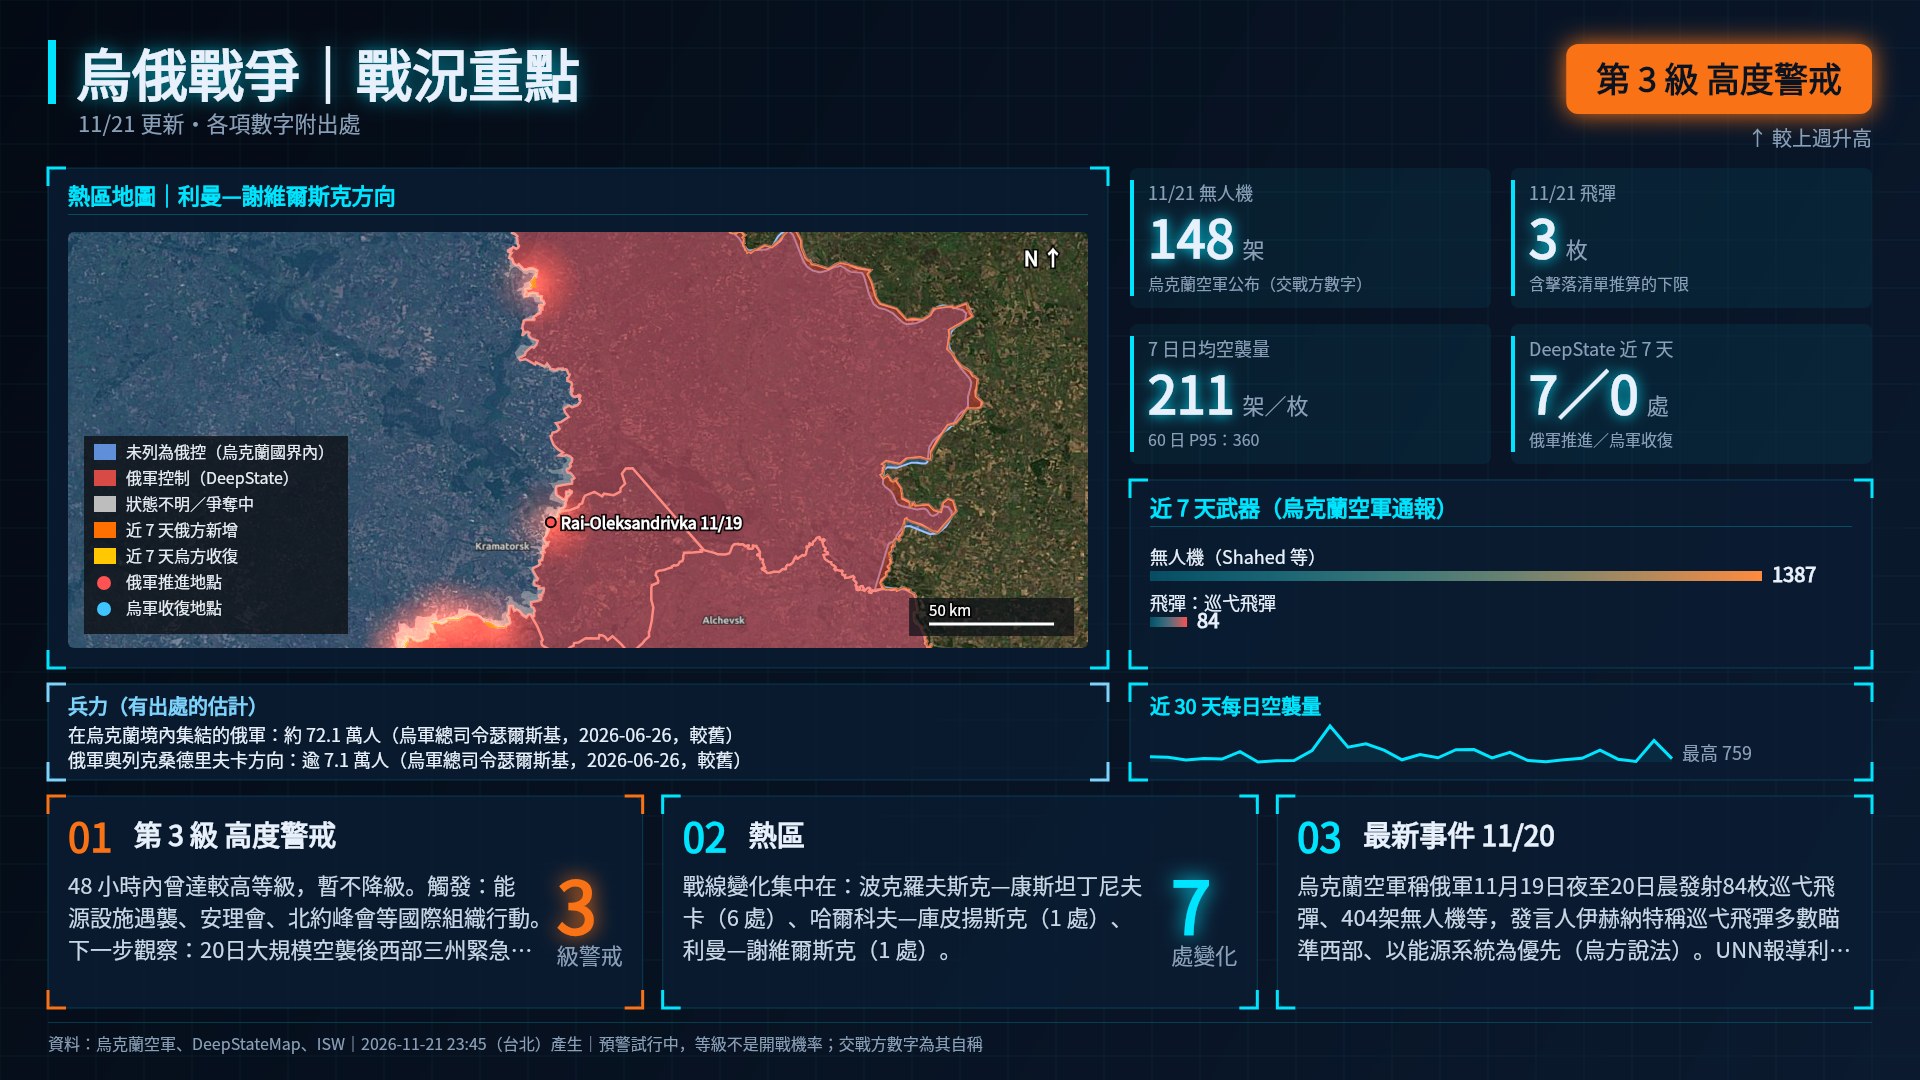 烏俄戰爭｜戰況重點
11/21 更新・各項數字附出處
第 3 級 高度警戒
↑ 較上週升高
熱區地圖｜利曼—謝維爾斯克方向
N ↑
未列為俄控（烏克蘭國界內）
俄軍控制（DeepState）
狀態不明／爭奪中
近 7 天俄方新增
近 7 天烏方收復
俄軍推進地點
烏軍收復地點
Rai-Oleksandrivka 11/19
Kramatorsk
Alchevsk
50 km
11/21 無人機
148 架
烏克蘭空軍公布（交戰方數字）
11/21 飛彈
3 枚
含擊落清單推算的下限
7 日日均空襲量
211 架／枚
60 日 P95：360
DeepState 近 7 天
7／0 處
俄軍推進／烏軍收復
近 7 天武器（烏克蘭空軍通報）
無人機（Shahed 等）
1387
飛彈：巡弋飛彈
84
兵力（有出處的估計）
在烏克蘭境內集結的俄軍：約 72.1 萬人（烏軍總司令瑟爾斯基，2026-06-26，較舊）
俄軍奧列克桑德里夫卡方向：逾 7.1 萬人（烏軍總司令瑟爾斯基，2026-06-26，較舊）
近 30 天每日空襲量
最高 759
01 第 3 級 高度警戒
48 小時內曾達較高等級，暫不降級。觸發：能
源設施遇襲、安理會、北約峰會等國際組織行動。
下一步觀察：20日大規模空襲後西部三州緊急…
3
級警戒
02 熱區
戰線變化集中在：波克羅夫斯克—康斯坦丁尼夫
卡（6 處）、哈爾科夫—庫皮揚斯克（1 處）、
利曼—謝維爾斯克（1 處）。
7
處變化
03 最新事件 11/20
烏克蘭空軍稱俄軍11月19日夜至20日晨發射84枚巡弋飛
彈、404架無人機等，發言人伊赫納特稱巡弋飛彈多數瞄
準西部、以能源系統為優先（烏方說法）。UNN報導利…
資料：烏克蘭空軍、DeepStateMap、ISW｜2026-11-21 23:45（台北）產生｜預警試行中，等級不是開戰機率；交戰方數字為其自稱